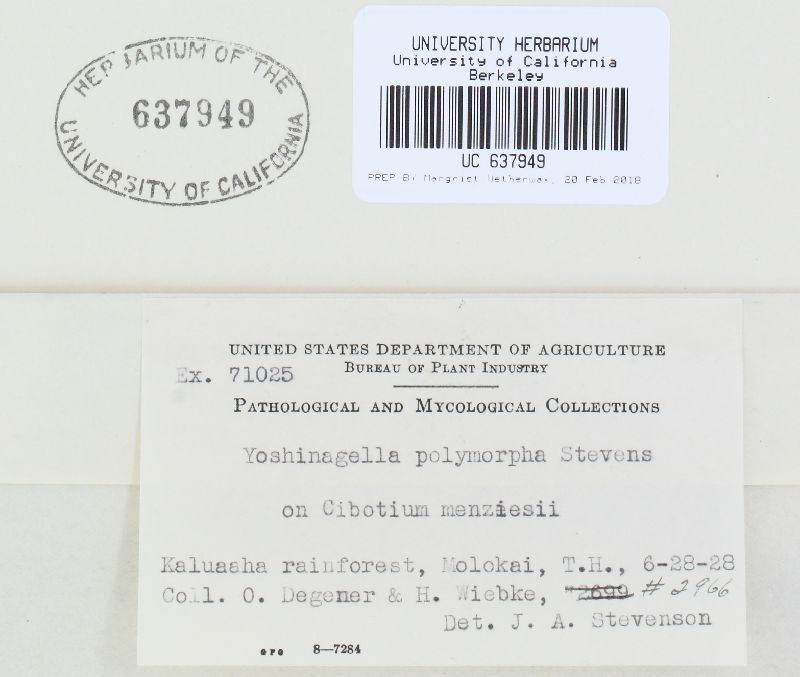 HERBARIUM OF THE
637949
UNIVERSITY OF CALIFORNIA
UNIVERSITY HERBARIUM
University of California
Berkeley
UC 637949
PREP BY Margriet Wetherwax, 20 Feb 2018
UNITED STATES DEPARTMENT OF AGRICULTURE
BUREAU OF PLANT INDUSTRY
Ex. 71025
PATHOLOGICAL AND MYCOLOGICAL COLLECTIONS
Yoshinagella polymorpha Stevens
on Cibotium menziesii
Kaluaaha rainforest, Molokai, T.H., 6-28-28
Coll. O. Degener & H. Wiebke, #2699 # 2966
Det. J. A. Stevenson
GPO 8—7284